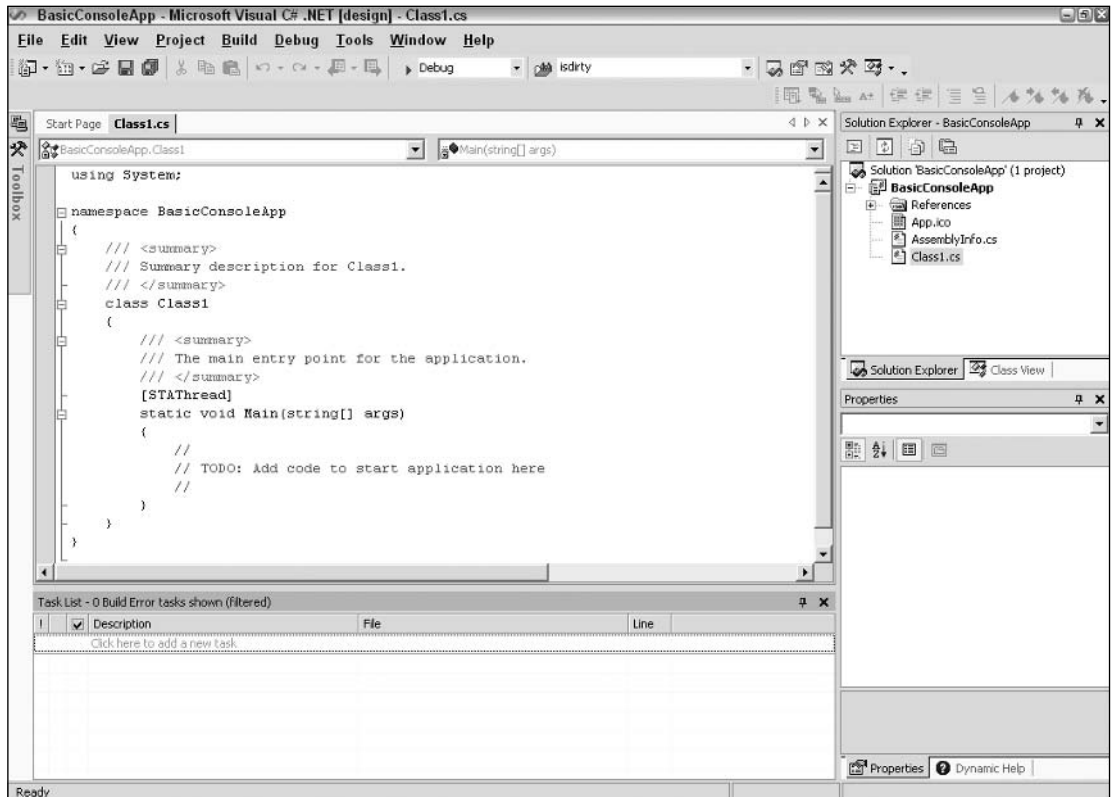 BasicConsoleApp - Microsoft Visual C# .NET [design] - Class1.cs
File Edit View Project Build Debug Tools Window Help
Debug isdirty
Toolbox
Start Page Class1.cs
BasicConsoleApp.Class1 Main(string[] args)
using System;
namespace BasicConsoleApp
{
/// <summary>
/// Summary description for Class1.
/// </summary>
class Class1
{
/// <summary>
/// The main entry point for the application.
/// </summary>
[STAThread]
static void Main(string[] args)
{
//
// TODO: Add code to start application here
//
}
}
}
Task List - 0 Build Error tasks shown (filtered)
! Description File Line
Click here to add a new task
Solution Explorer - BasicConsoleApp
Solution 'BasicConsoleApp' (1 project)
BasicConsoleApp
References
App.ico
AssemblyInfo.cs
Class1.cs
Solution Explorer Class View
Properties
Properties Dynamic Help
Ready